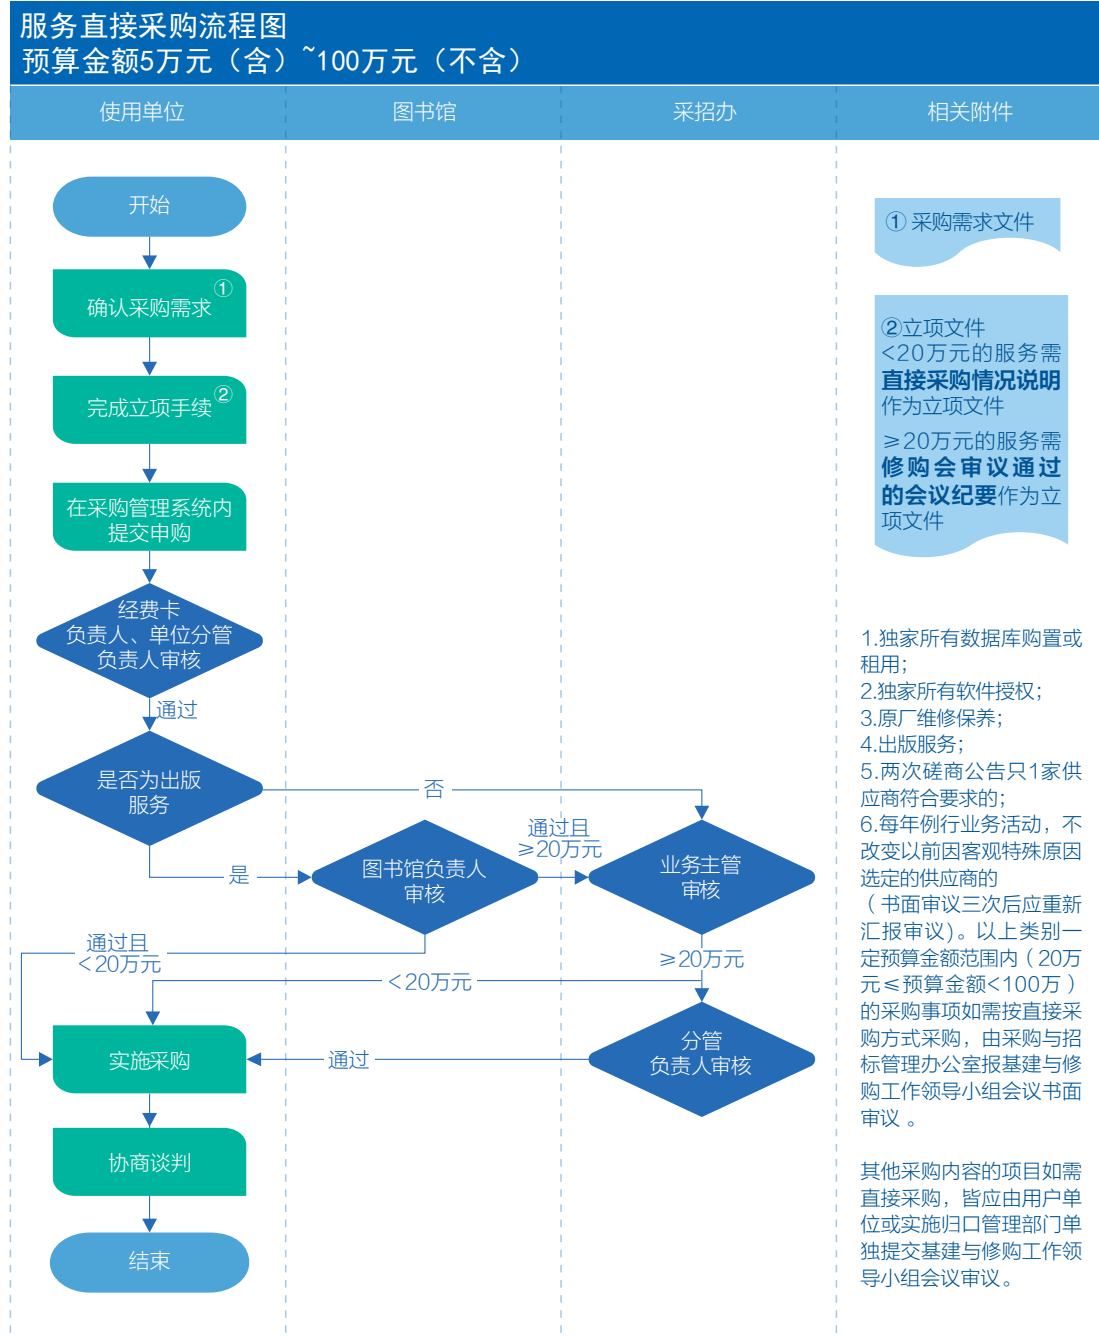 服务直接采购流程图
预算金额5万元（含）~100万元（不含）
使用单位
图书馆
采招办
相关附件
开始
确认采购需求①
完成立项手续②
在采购管理系统内
提交申购
经费卡
负责人、单位分管
负责人审核
通过
是否为出版
服务
否
是
图书馆负责人
审核
通过且
≥20万元
业务主管
审核
通过且
<20万元
≥20万元
<20万元
实施采购
通过
分管
负责人审核
协商谈判
结束
① 采购需求文件
②立项文件
<20万元的服务需
直接采购情况说明
作为立项文件
≥20万元的服务需
修购会审议通过
的会议纪要作为立
项文件
1.独家所有数据库购置或
租用；
2.独家所有软件授权；
3.原厂维修保养；
4.出版服务；
5.两次磋商公告只1家供
应商符合要求的；
6.每年例行业务活动，不
改变以前因客观特殊原因
选定的供应商的
（书面审议三次后应重新
汇报审议)。以上类别一
定预算金额范围内（20万
元≤预算金额<100万）
的采购事项如需按直接采
购方式采购，由采购与招
标管理办公室报基建与修
购工作领导小组会议书面
审议 。
其他采购内容的项目如需
直接采购，皆应由用户单
位或实施归口管理部门单
独提交基建与修购工作领
导小组会议审议。